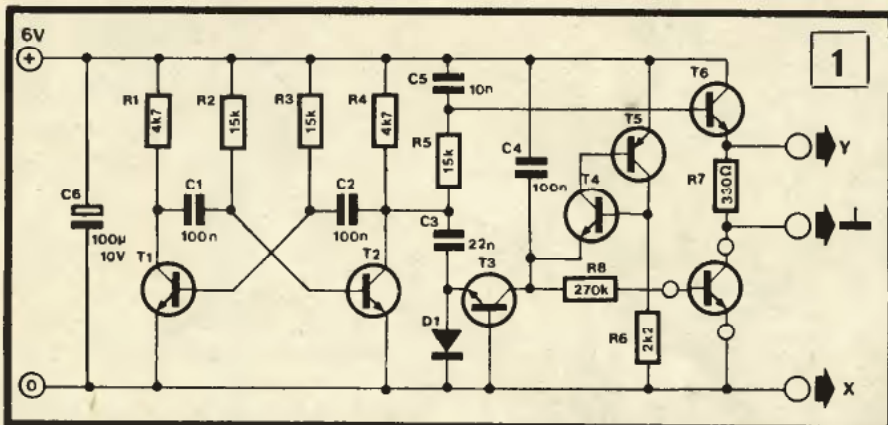 6V
+
1
R1
4k7
R2
15k
R3
15k
R4
4k7
C5
10n
T6
T5
Y
R5
15k
C4
100n
R7
330Ω
C6
100µ
10V
C1
100n
C2
100n
T4
C3
22n
T1
T2
T3
R8
270k
D1
R6
2k2
0
X